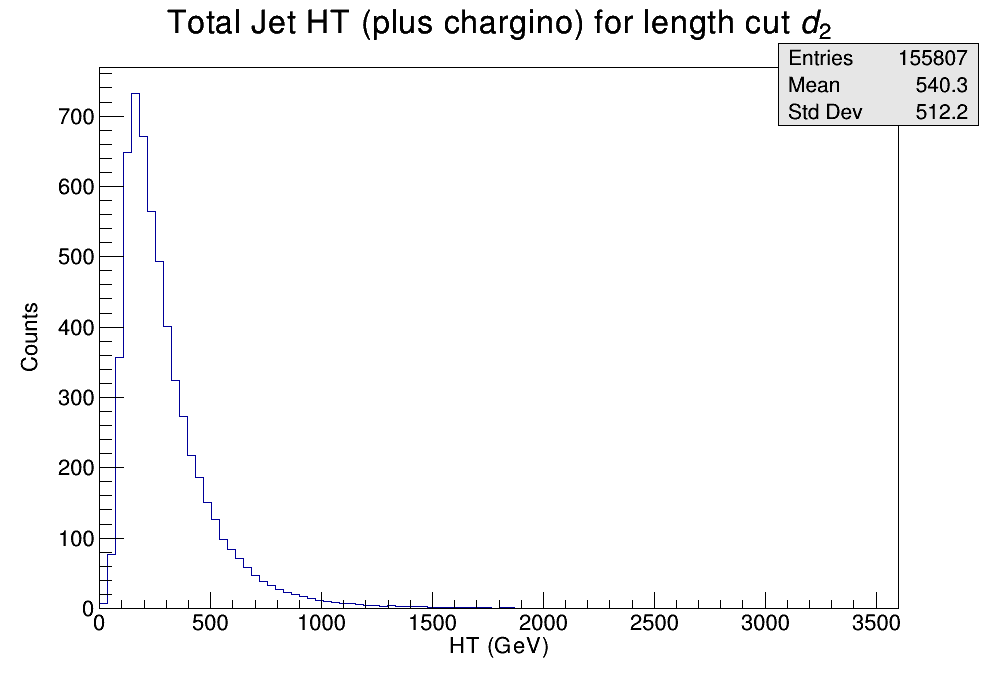 Total Jet HT (plus chargino) for length cut d₂
Entries 155807
Mean 540.3
Std Dev 512.2
700
600
500
400
300
200
100
0
Counts
0 500 1000 1500 2000 2500 3000 3500
HT (GeV)